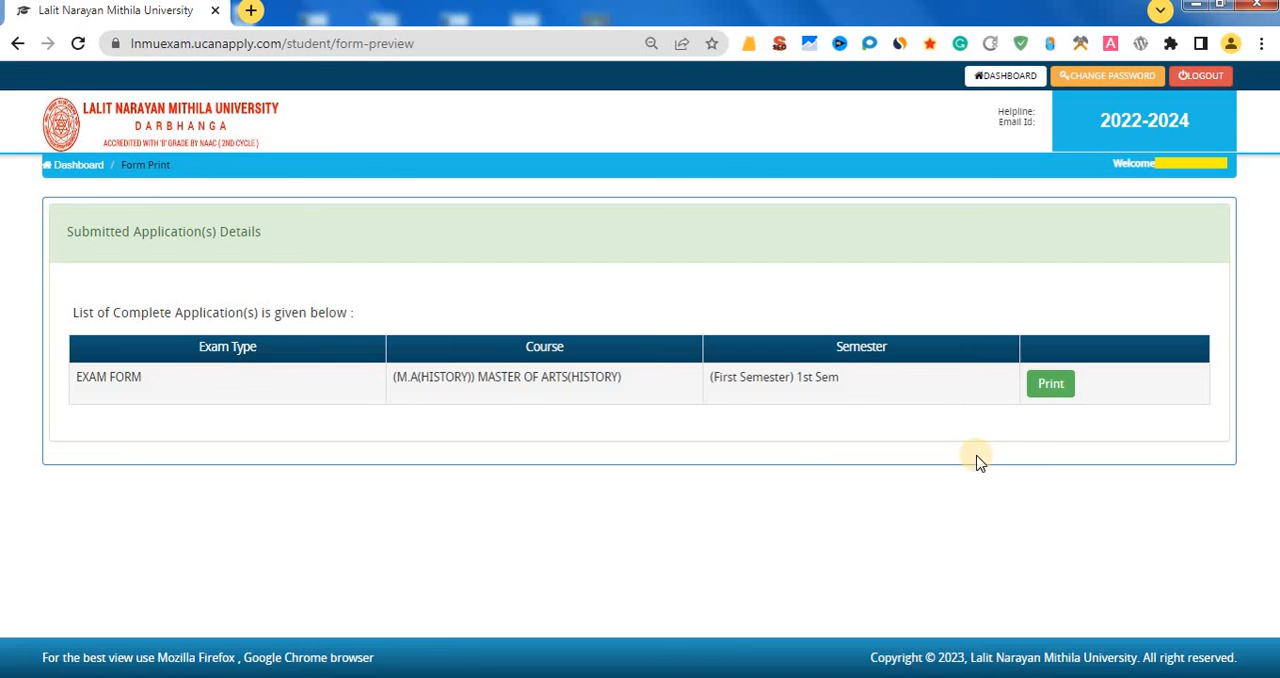 Lalit Narayan Mithila University
lnmuexam.ucanapply.com/student/form-preview
DASHBOARD
CHANGE PASSWORD
LOGOUT
LALIT NARAYAN MITHILA UNIVERSITY
DARBHANGA
ACCREDITED WITH 'B' GRADE BY NAAC ( 2ND CYCLE )
Helpline:
Email Id:
2022-2024
Dashboard / Form Print
Welcome
Submitted Application(s) Details
List of Complete Application(s) is given below :
Exam Type Course Semester
EXAM FORM (M.A(HISTORY)) MASTER OF ARTS(HISTORY) (First Semester) 1st Sem Print
For the best view use Mozilla Firefox , Google Chrome browser
Copyright © 2023, Lalit Narayan Mithila University. All right reserved.